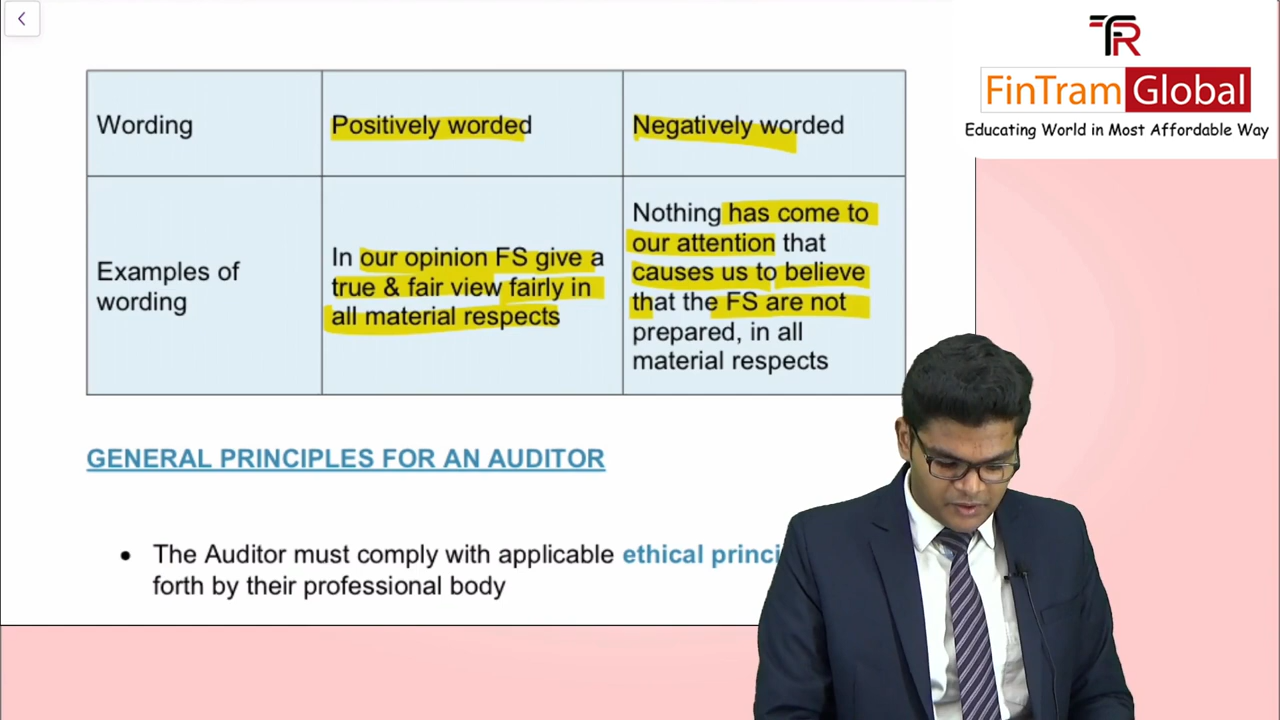 FinTram Global
Educating World in Most Affordable Way
Wording
Positively worded
Negatively worded
Examples of
wording
In our opinion FS give a
true & fair view fairly in
all material respects
Nothing has come to
our attention that
causes us to believe
that the FS are not
prepared, in all
material respects
GENERAL PRINCIPLES FOR AN AUDITOR
• The Auditor must comply with applicable ethical
forth by their professional body